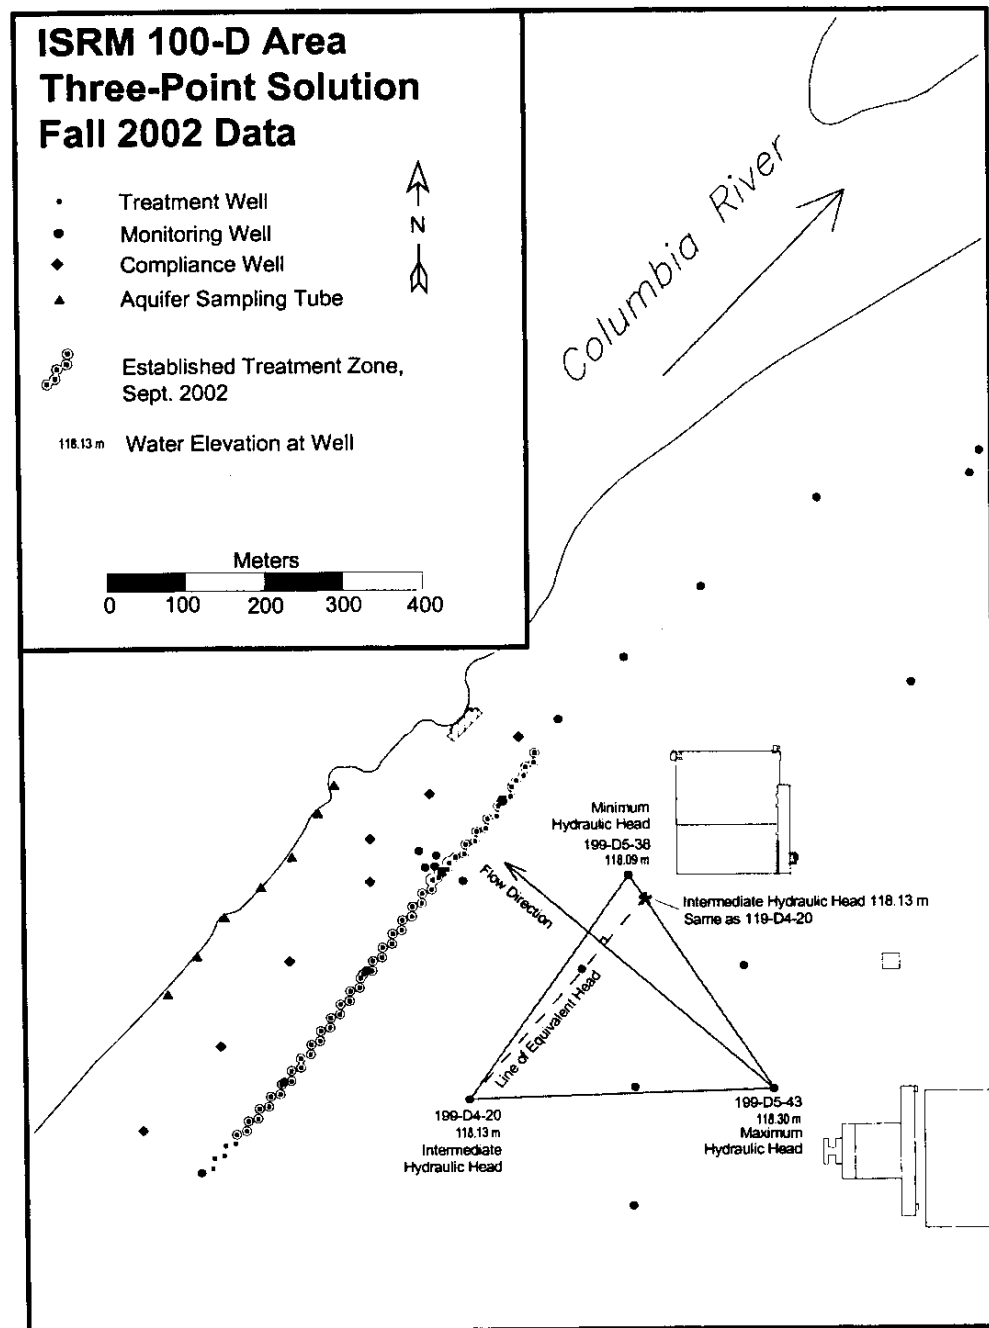 ISRM 100-D Area
Three-Point Solution
Fall 2002 Data
Treatment Well
Monitoring Well
Compliance Well
Aquifer Sampling Tube
N
Established Treatment Zone,
Sept. 2002
118.13 m Water Elevation at Well
Meters
0 100 200 300 400
Columbia River
Minimum
Hydraulic Head
199-D5-38
118.09 m
Flow Direction
Intermediate Hydraulic Head 118.13 m
Same as 119-D4-20
Line of Equivalent Head
199-D4-20
118.13 m
Intermediate
Hydraulic Head
199-D5-43
118.30 m
Maximum
Hydraulic Head